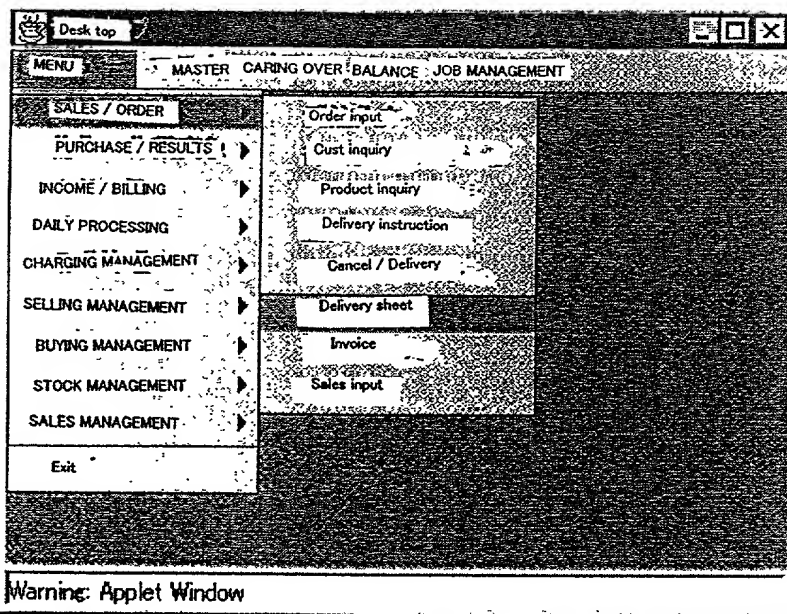 Desk top
MENU MASTER CARING OVER BALANCE JOB MANAGEMENT
SALES / ORDER
PURCHASE / RESULTS
INCOME / BILLING
DAILY PROCESSING
CHARGING MANAGEMENT
SELLING MANAGEMENT
BUYING MANAGEMENT
STOCK MANAGEMENT
SALES MANAGEMENT
Exit
Order input
Cust inquiry
Product inquiry
Delivery instruction
Cancel / Delivery
Delivery sheet
Invoice
Sales input
Warning: Applet Window